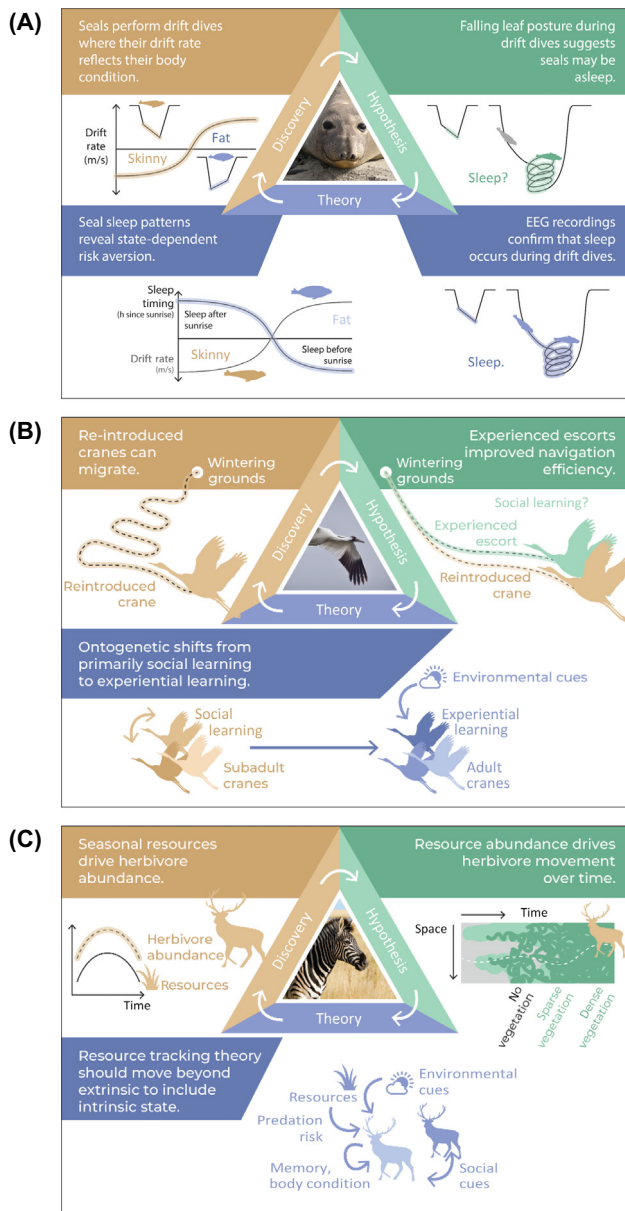 (A)
Seals perform drift dives
where their drift rate
reflects their body
condition.
Falling leaf posture during
drift dives suggests
seals may be
asleep.
Discovery
Hypothesis
Theory
Drift
rate
(m/s)
Fat
Skinny
Sleep?
Seal sleep patterns
reveal state-dependent
risk aversion.
EEG recordings
confirm that sleep
occurs during drift dives.
Sleep
timing
(h since sunrise)
Sleep after
sunrise
Fat
Skinny
Sleep before
sunrise
Drift rate
(m/s)
Sleep.
(B)
Re-introduced
cranes can
migrate.
Wintering
grounds
Experienced escorts
improved navigation
efficiency.
Wintering
grounds
Discovery
Hypothesis
Theory
Social learning?
Experienced
escort
Reintroduced
crane
Reintroduced
crane
Ontogenetic shifts from
primarily social learning
to experiential learning.
Environmental cues
Social
learning
Subadult
cranes
Experiential
learning
Adult
cranes
(C)
Seasonal resources
drive herbivore
abundance.
Resource abundance drives
herbivore movement
over time.
Discovery
Hypothesis
Theory
Herbivore
abundance
Resources
Time
Time
Space
No
vegetation
Sparse
vegetation
Dense
vegetation
Resource tracking theory
should move beyond
extrinsic to include
intrinsic state.
Resources
Environmental
cues
Predation
risk
Memory,
body condition
Social
cues